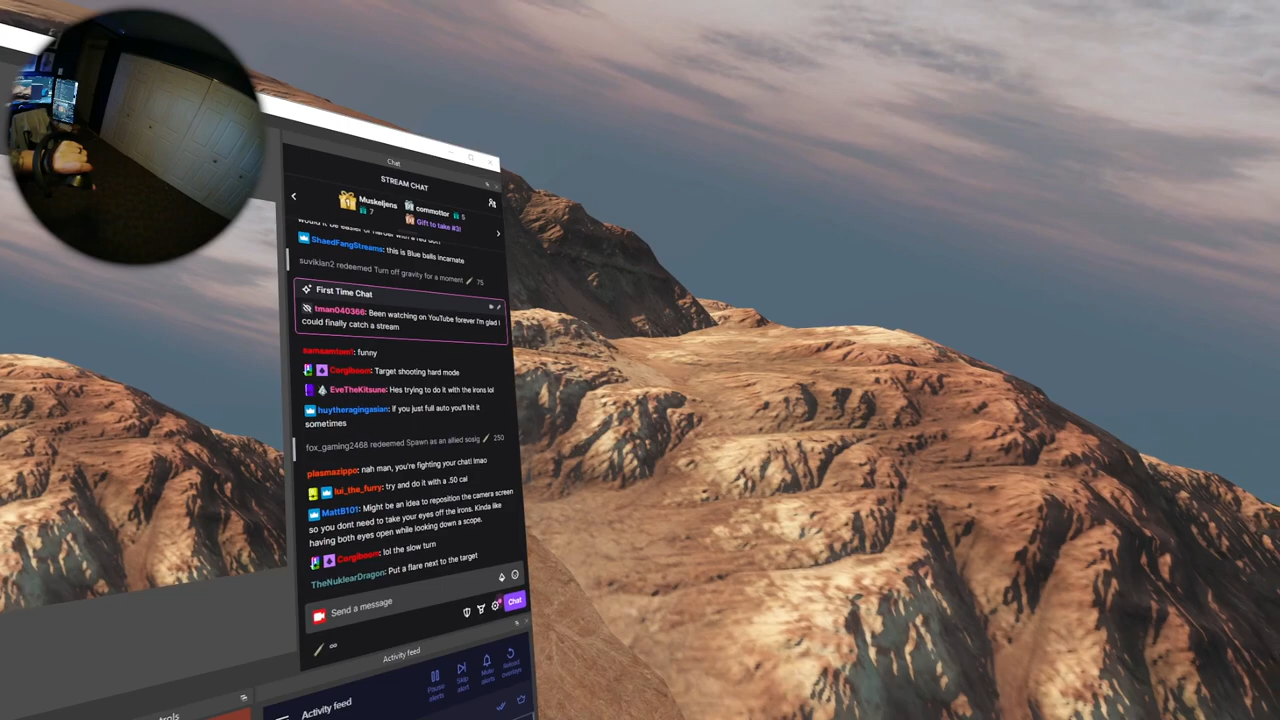 Chat
STREAM CHAT
Muskeljens 7
commottor 5
Gift to take #3!
ShaedFangStreams: this is Blue balls incarnate
suvikian2 redeemed Turn off gravity for a moment 75
First Time Chat
tman040366: Been watching on YouTube forever I'm glad I
could finally catch a stream
samsamtom1: funny
Corgiboom: Target shooting hard mode
EveTheKitsune: Hes trying to do it with the irons lol
huytheragingasian: if you just full auto you'll hit it
sometimes
fox_gaming2468 redeemed Spawn as an allied sosig 250
plasmazippo: nah man, you're fighting your chat! lmao
lui_the_furry: try and do it with a .50 cal
MattB101: Might be an idea to reposition the camera screen
so you dont need to take your eyes off the irons. Kinda like
having both eyes open while looking down a scope.
Corgiboom: lol the slow turn
TheNuklearDragon: Put a flare next to the target
Send a message
Chat
∞
Activity feed
Activity feed
Pause
alerts
Skip
alert
Mute
alerts
Reload
overlays